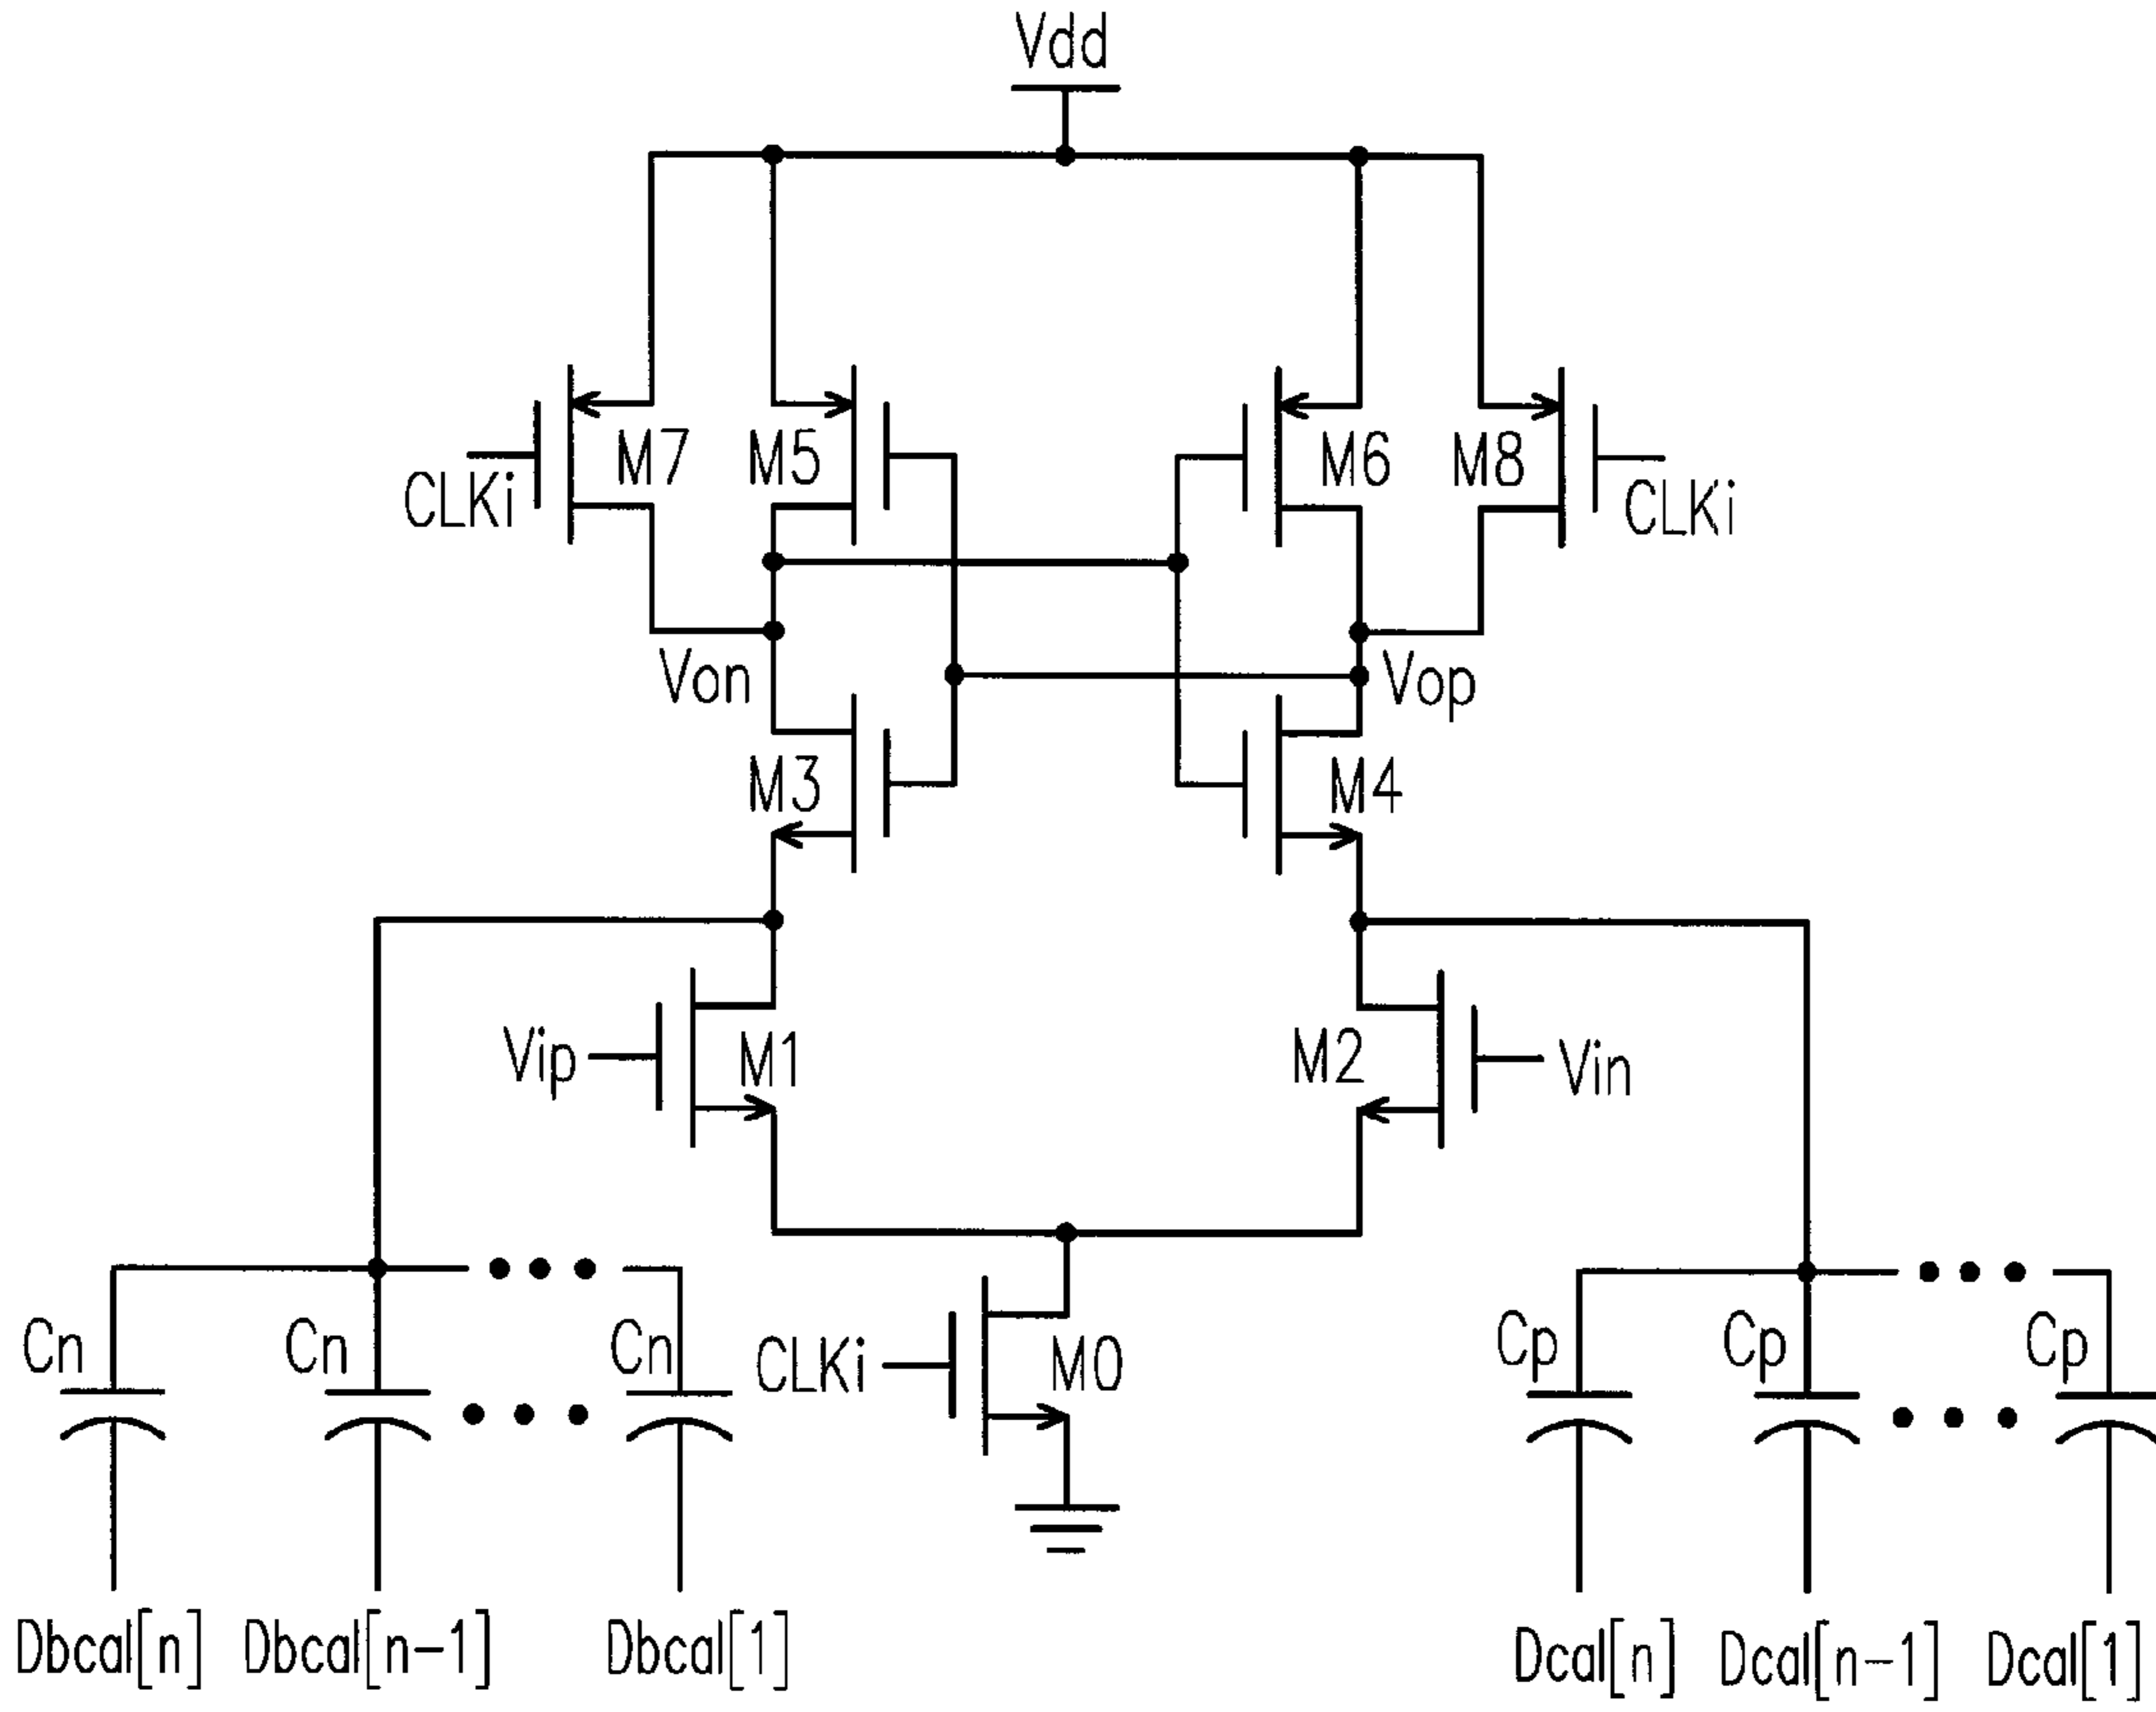 Vdd
M7
M5
M6
M8
CLKi
CLKi
Von
Vop
M3
M4
Vip
M1
M2
Vin
Cn
Cn
Cn
CLKi
M0
Cp
Cp
Cp
Dbcal[n]
Dbcal[n-1]
Dbcal[1]
Dcal[n]
Dcal[n-1]
Dcal[1]